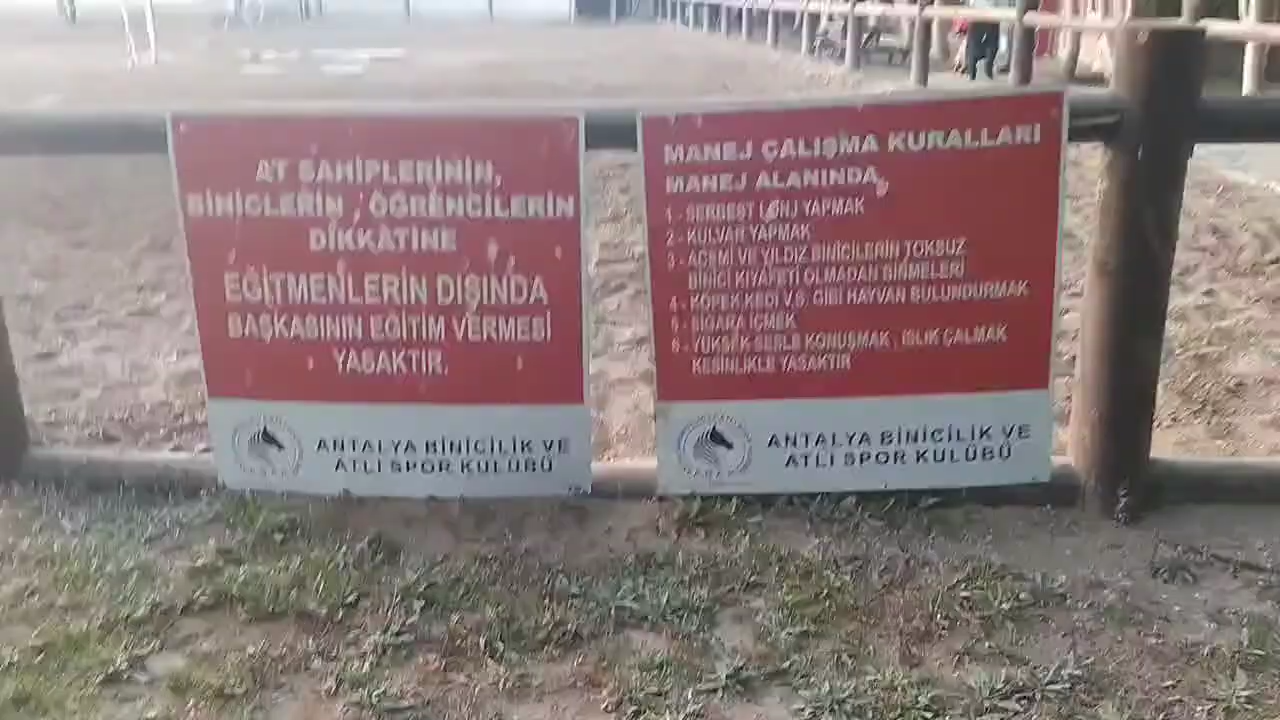 AT SAHİPLERİNİN,
BİNİCLERİN , ÖĞRENCİLERİN
DİKKATİNE
EĞİTMENLERİN DIŞINDA
BAŞKASININ EĞİTİM VERMESİ
YASAKTIR.
ANTALYA BİNİCİLİK VE
ATLI SPOR KULÜBÜ
MANEJ ÇALIŞMA KURALLARI
MANEJ ALANINDA,
1 - SERBEST LONJ YAPMAK
2 - KULVAR YAPMAK
3 - ACEMİ VE YILDIZ BİNİCİLERİN TOKSUZ
BİNİCİ KIYAFETİ OLMADAN BİNMELERİ
4 - KÖPEK KEDİ V.S. GİBİ HAYVAN BULUNDURMAK
5 - SİGARA İÇMEK
6 - YÜKSEK SESLE KONUŞMAK , ISLIK ÇALMAK
KESİNLİKLE YASAKTIR
ANTALYA BİNİCİLİK VE
ATLI SPOR KULÜBÜ